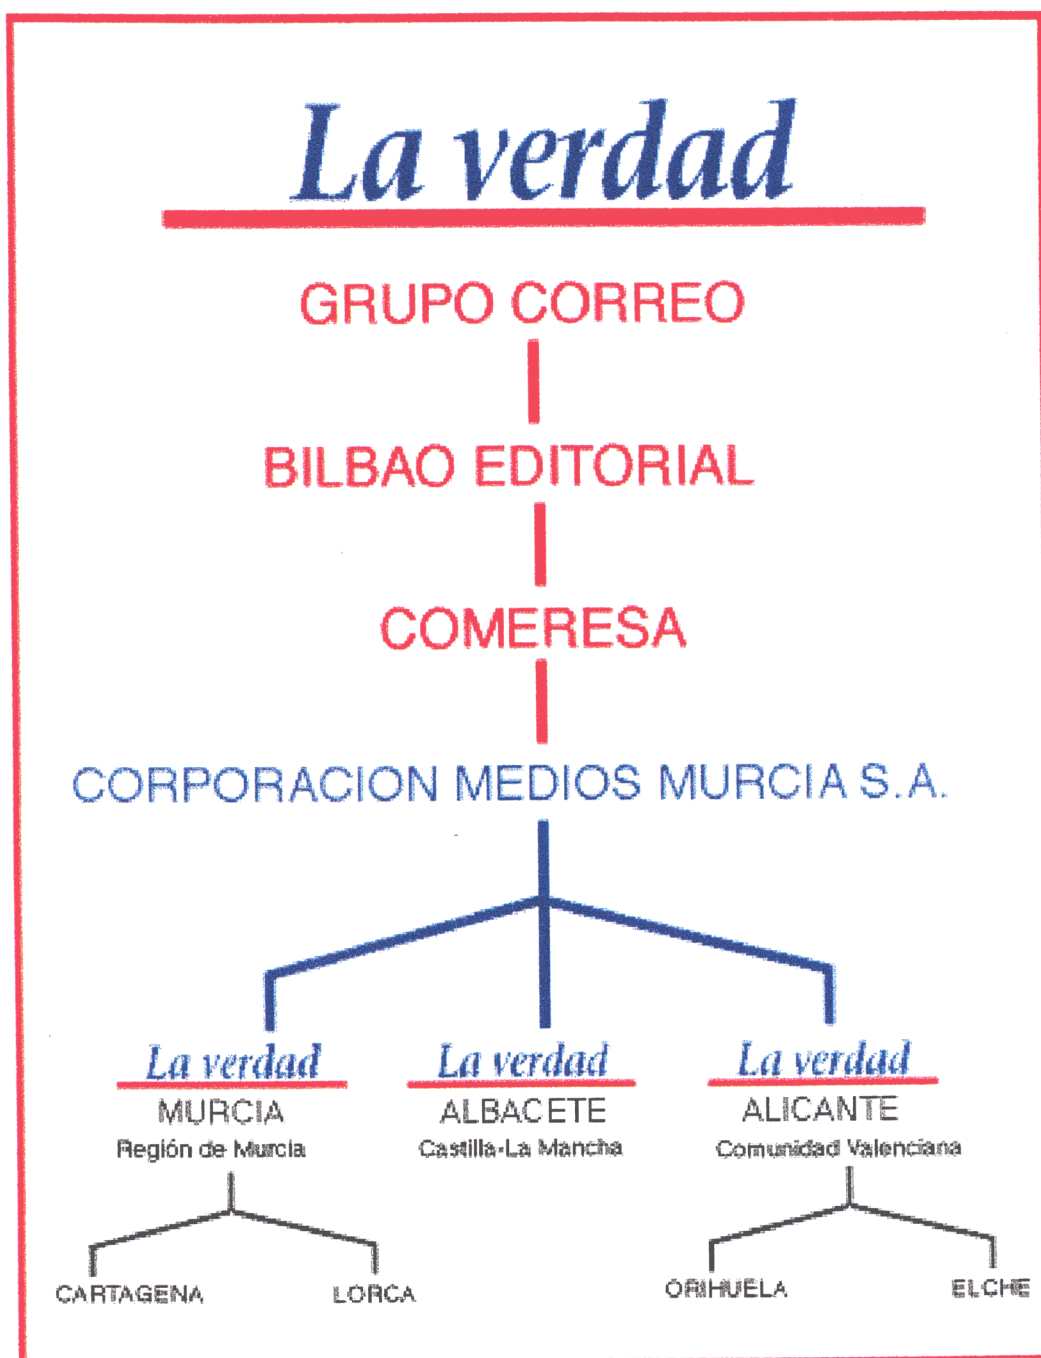 La verdad
GRUPO CORREO
BILBAO EDITORIAL
COMERESA
CORPORACION MEDIOS MURCIA S.A.
La verdad La verdad La verdad
MURCIA ALBACETE ALICANTE
Región de Murcia Castilla-La Mancha Comunidad Valenciana
CARTAGENA LORCA ORIHUELA ELCHE